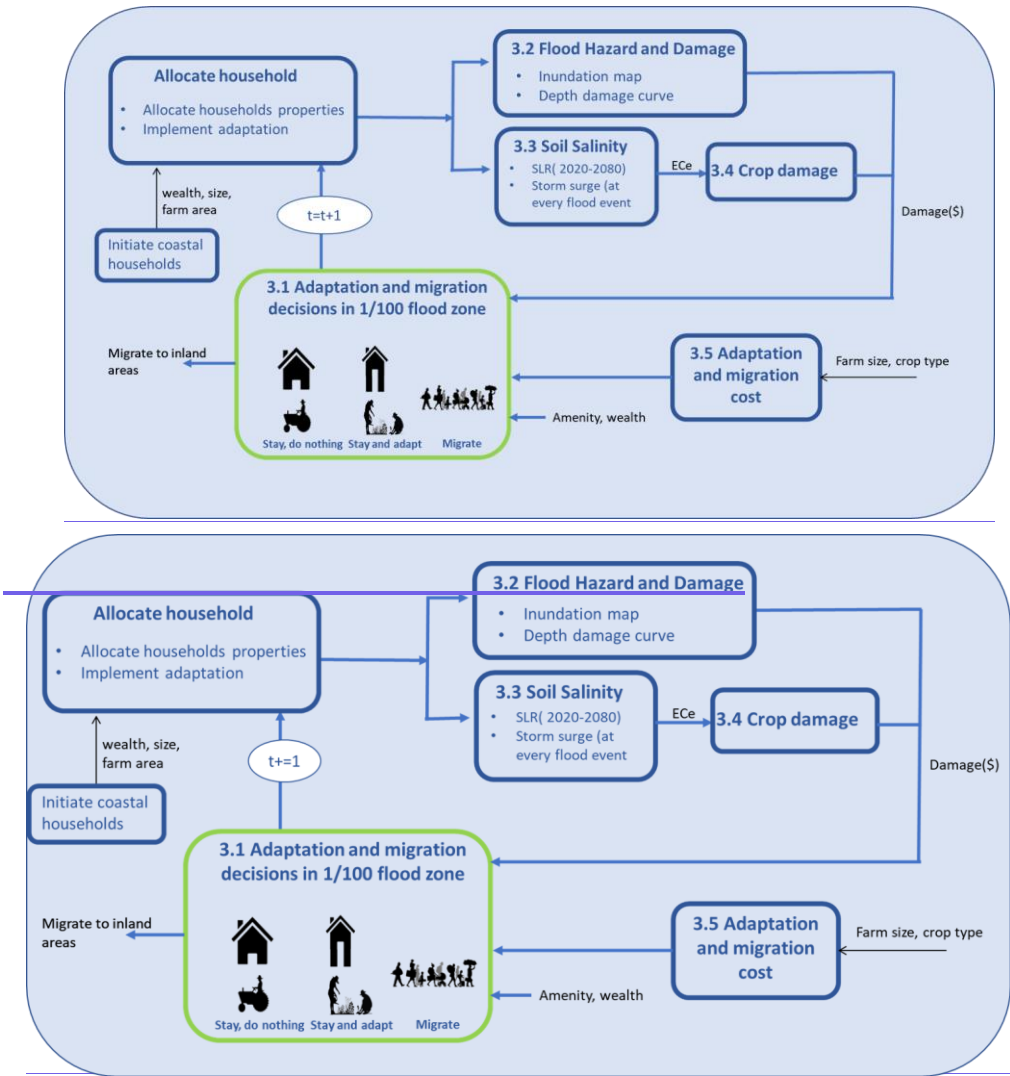 3.2 Flood Hazard and Damage
• Inundation map
• Depth damage curve
Allocate household
• Allocate households properties
• Implement adaptation
3.3 Soil Salinity
• SLR( 2020-2080)
• Storm surge (at
every flood event
ECe
3.4 Crop damage
wealth, size,
farm area
t=t+1
Damage($)
Initiate coastal
households
3.1 Adaptation and migration
decisions in 1/100 flood zone
Migrate to inland
areas
3.5 Adaptation
and migration
cost
Farm size, crop type
Amenity, wealth
Stay, do nothing
Stay and adapt
Migrate
3.2 Flood Hazard and Damage
• Inundation map
• Depth damage curve
Allocate household
• Allocate households properties
• Implement adaptation
3.3 Soil Salinity
• SLR( 2020-2080)
• Storm surge (at
every flood event
ECe
3.4 Crop damage
wealth, size,
farm area
t+=1
Damage($)
Initiate coastal
households
3.1 Adaptation and migration
decisions in 1/100 flood zone
Migrate to inland
areas
3.5 Adaptation
and migration
cost
Farm size, crop type
Amenity, wealth
Stay, do nothing
Stay and adapt
Migrate